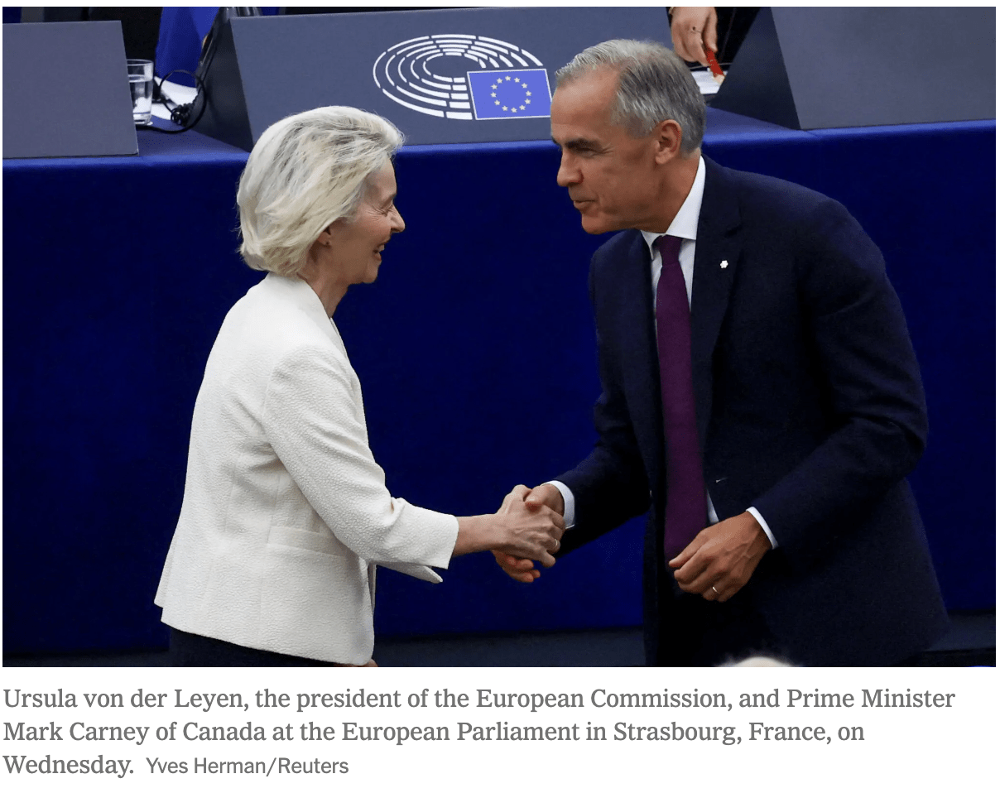 Ursula von der Leyen, the president of the European Commission, and Prime Minister
Mark Carney of Canada at the European Parliament in Strasbourg, France, on
Wednesday. Yves Herman/Reuters